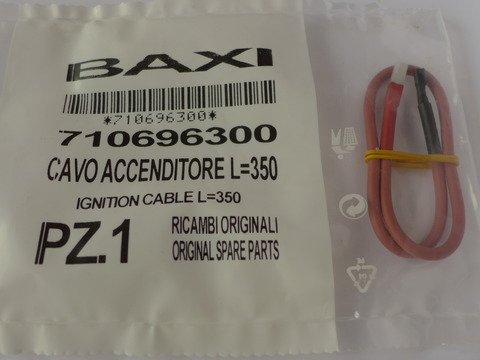 BAXI
*710696300*
710696300
CAVO ACCENDITORE L=350
IGNITION CABLE L=350
PZ.1
RICAMBI ORIGINALI
ORIGINAL SPARE PARTS